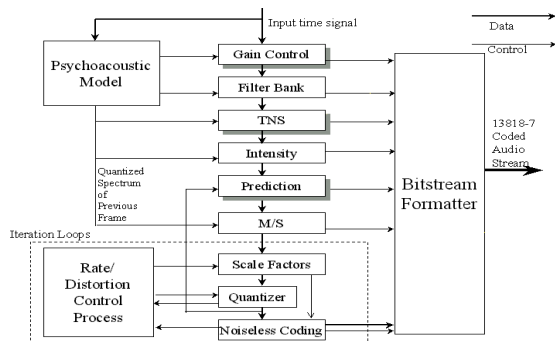 Input time signal
Data
Control
Psychoacoustic
Model
Gain Control
Filter Bank
TNS
Intensity
Prediction
M/S
Quantized
Spectrum
of
Previous
Frame
Bitstream
Formatter
13818-7
Coded
Audio
Stream
Iteration Loops
Rate/
Distortion
Control
Process
Scale Factors
Quantizer
Noiseless Coding